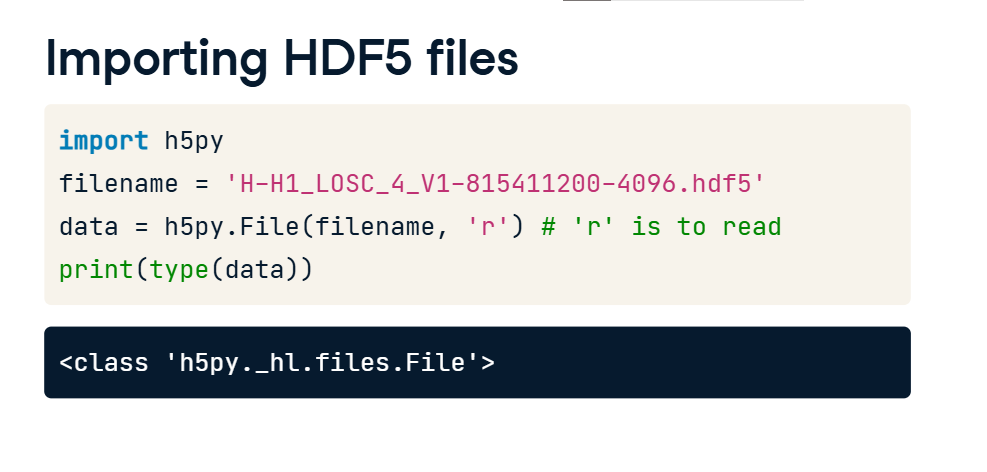 Importing HDF5 files
import h5py
filename = 'H-H1_LOSC_4_V1-815411200-4096.hdf5'
data = h5py.File(filename, 'r') # 'r' is to read
print(type(data))
<class 'h5py._hl.files.File'>